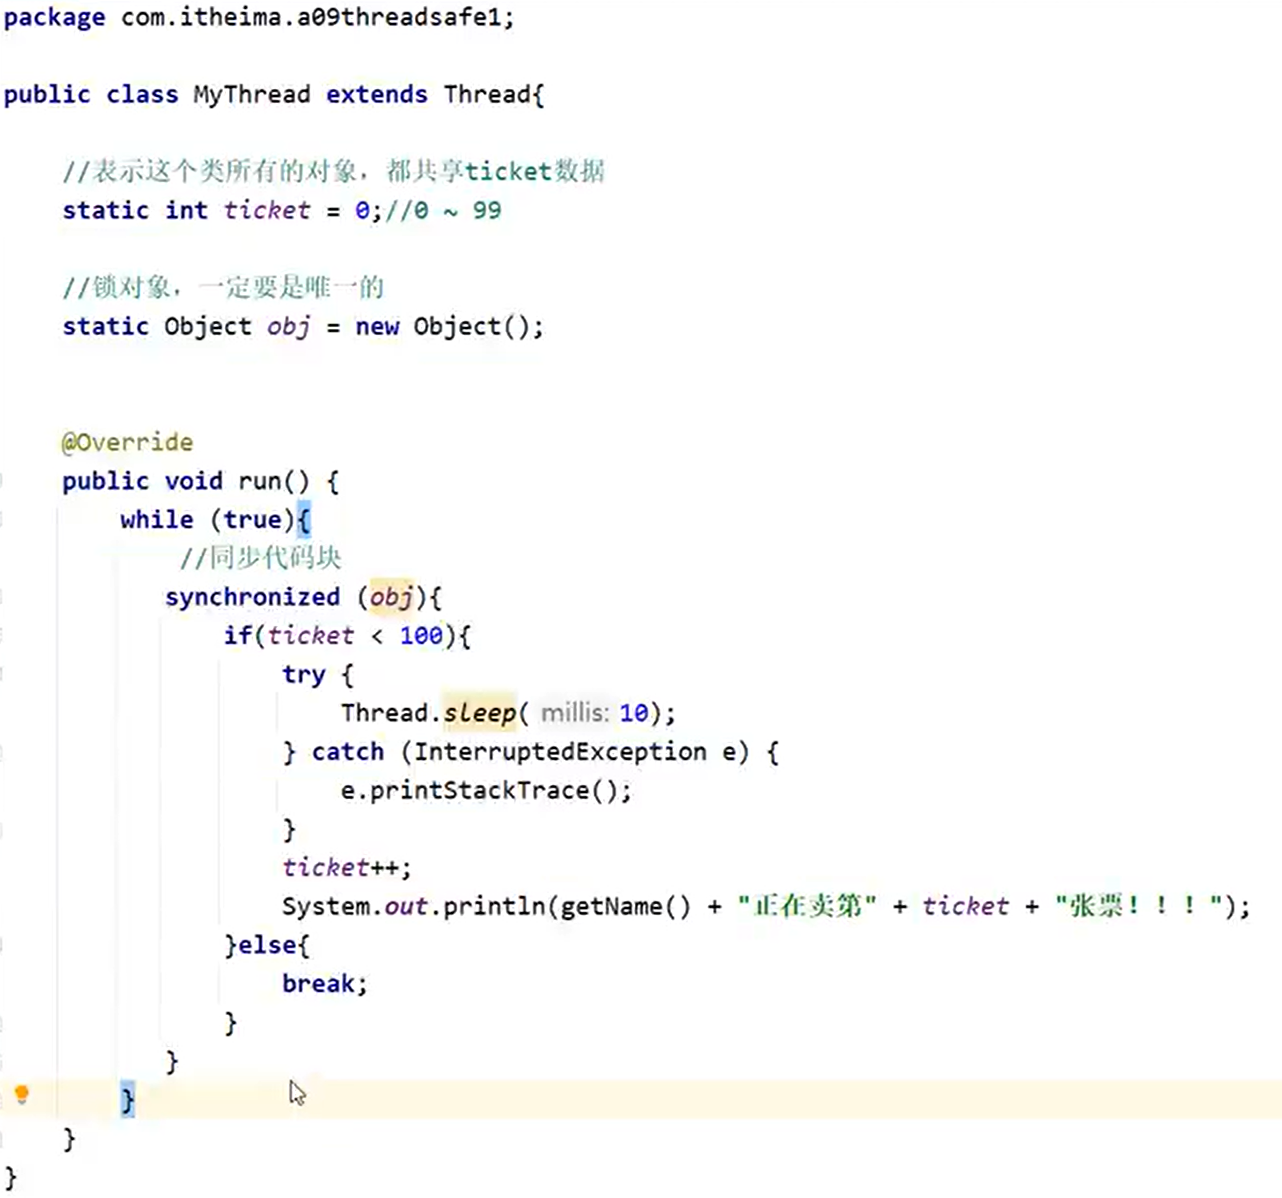 package com.itheima.a09threadsafe1;
public class MyThread extends Thread{
//表示这个类所有的对象，都共享ticket数据
static int ticket = 0;//0 ~ 99
//锁对象，一定要是唯一的
static Object obj = new Object();
@Override
public void run() {
while (true){
//同步代码块
synchronized (obj){
if(ticket < 100){
try {
Thread.sleep( millis: 10);
} catch (InterruptedException e) {
e.printStackTrace();
}
ticket++;
System.out.println(getName() + "正在卖第" + ticket + "张票！！！");
}else{
break;
}
}
}
}
}